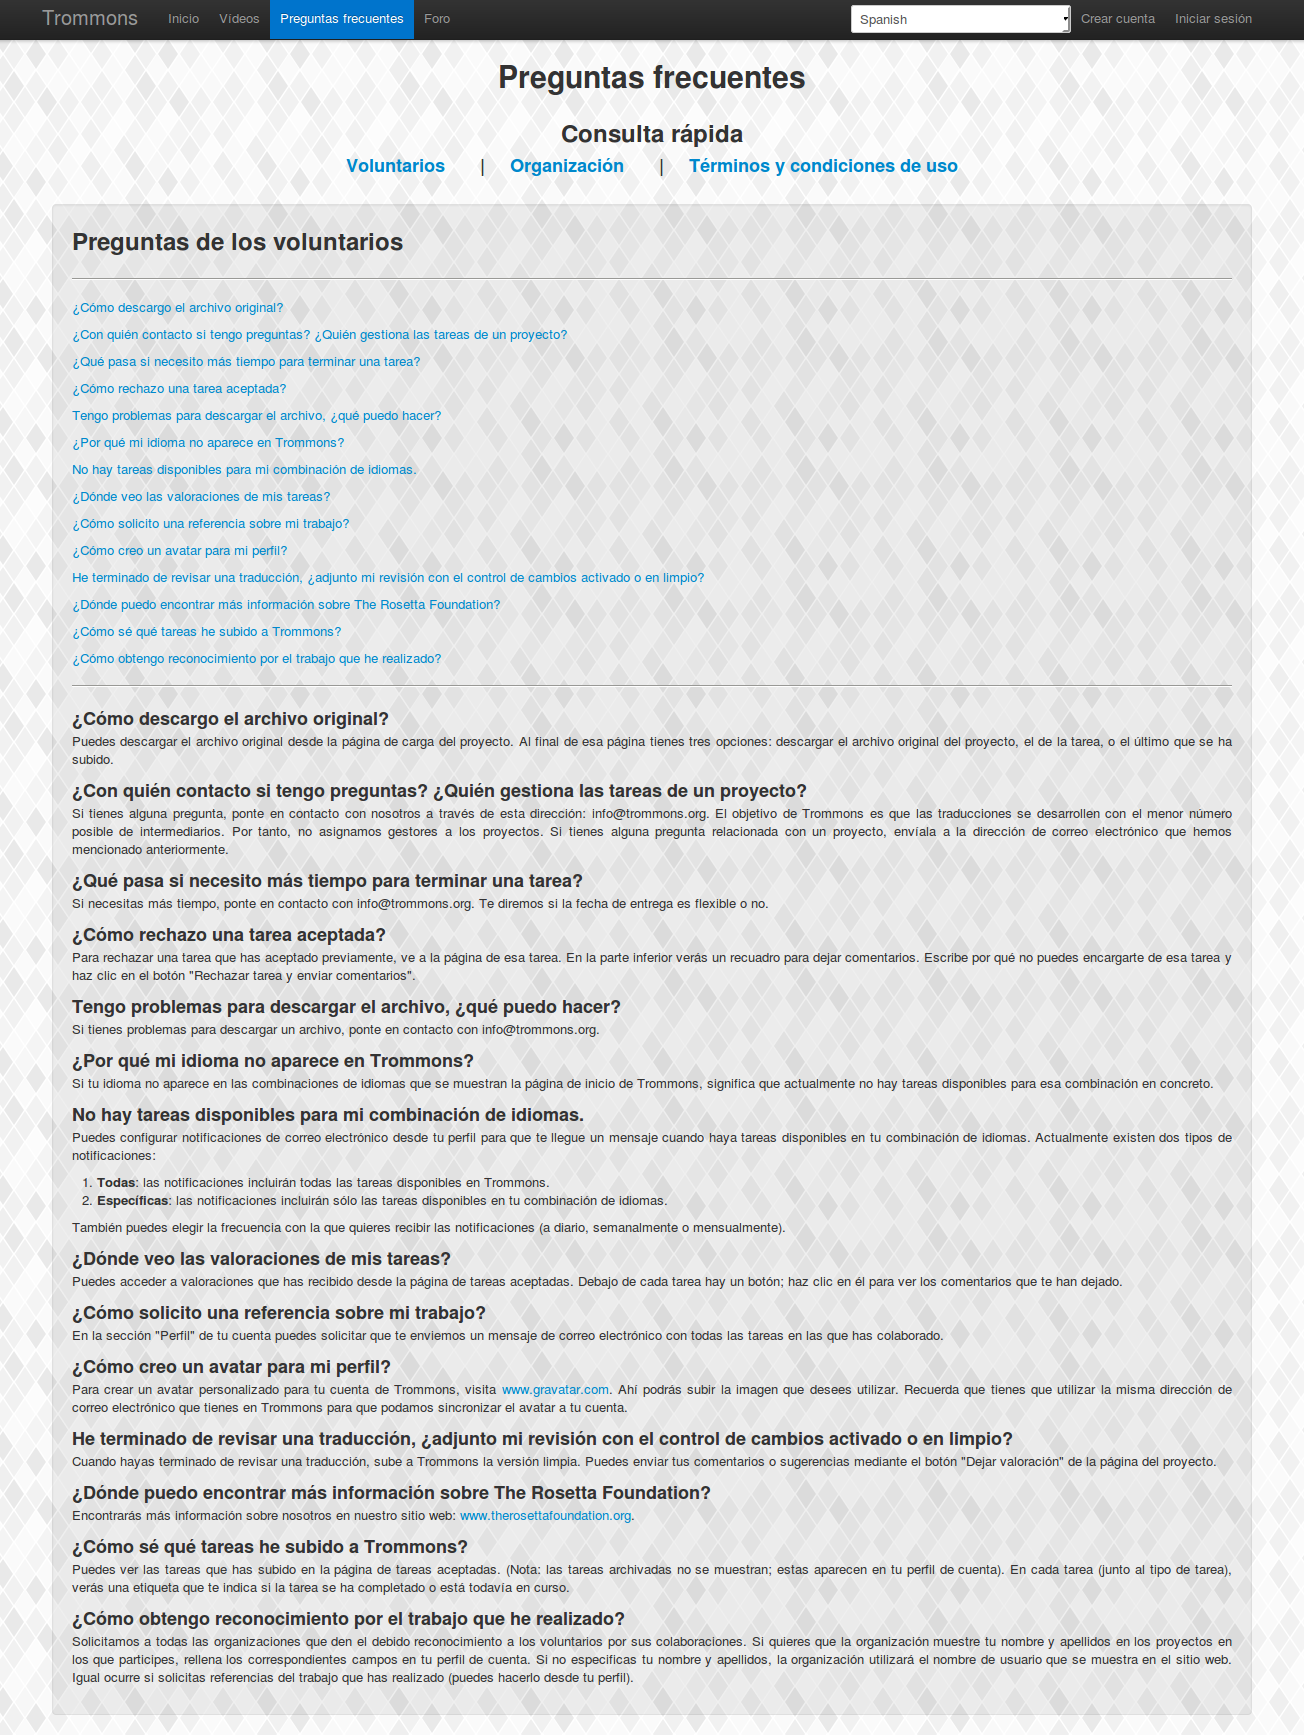 Trommons Inicio Vídeos Preguntas frecuentes Foro Spanish Crear cuenta Iniciar sesión
Preguntas frecuentes
Consulta rápida
Voluntarios | Organización | Términos y condiciones de uso
Preguntas de los voluntarios
¿Cómo descargo el archivo original?
¿Con quién contacto si tengo preguntas? ¿Quién gestiona las tareas de un proyecto?
¿Qué pasa si necesito más tiempo para terminar una tarea?
¿Cómo rechazo una tarea aceptada?
Tengo problemas para descargar el archivo, ¿qué puedo hacer?
¿Por qué mi idioma no aparece en Trommons?
No hay tareas disponibles para mi combinación de idiomas.
¿Dónde veo las valoraciones de mis tareas?
¿Cómo solicito una referencia sobre mi trabajo?
¿Cómo creo un avatar para mi perfil?
He terminado de revisar una traducción, ¿adjunto mi revisión con el control de cambios activado o en limpio?
¿Dónde puedo encontrar más información sobre The Rosetta Foundation?
¿Cómo sé qué tareas he subido a Trommons?
¿Cómo obtengo reconocimiento por el trabajo que he realizado?
¿Cómo descargo el archivo original?
Puedes descargar el archivo original desde la página de carga del proyecto. Al final de esa página tienes tres opciones: descargar el archivo original del proyecto, el de la tarea, o el último que se ha
subido.
¿Con quién contacto si tengo preguntas? ¿Quién gestiona las tareas de un proyecto?
Si tienes alguna pregunta, ponte en contacto con nosotros a través de esta dirección: info@trommons.org. El objetivo de Trommons es que las traducciones se desarrollen con el menor número
posible de intermediarios. Por tanto, no asignamos gestores a los proyectos. Si tienes alguna pregunta relacionada con un proyecto, envíala a la dirección de correo electrónico que hemos
mencionado anteriormente.
¿Qué pasa si necesito más tiempo para terminar una tarea?
Si necesitas más tiempo, ponte en contacto con info@trommons.org. Te diremos si la fecha de entrega es flexible o no.
¿Cómo rechazo una tarea aceptada?
Para rechazar una tarea que has aceptado previamente, ve a la página de esa tarea. En la parte inferior verás un recuadro para dejar comentarios. Escribe por qué no puedes encargarte de esa tarea y
haz clic en el botón "Rechazar tarea y enviar comentarios".
Tengo problemas para descargar el archivo, ¿qué puedo hacer?
Si tienes problemas para descargar un archivo, ponte en contacto con info@trommons.org.
¿Por qué mi idioma no aparece en Trommons?
Si tu idioma no aparece en las combinaciones de idiomas que se muestran la página de inicio de Trommons, significa que actualmente no hay tareas disponibles para esa combinación en concreto.
No hay tareas disponibles para mi combinación de idiomas.
Puedes configurar notificaciones de correo electrónico desde tu perfil para que te llegue un mensaje cuando haya tareas disponibles en tu combinación de idiomas. Actualmente existen dos tipos de
notificaciones:
1. Todas: las notificaciones incluirán todas las tareas disponibles en Trommons.
2. Específicas: las notificaciones incluirán sólo las tareas disponibles en tu combinación de idiomas.
También puedes elegir la frecuencia con la que quieres recibir las notificaciones (a diario, semanalmente o mensualmente).
¿Dónde veo las valoraciones de mis tareas?
Puedes acceder a valoraciones que has recibido desde la página de tareas aceptadas. Debajo de cada tarea hay un botón; haz clic en él para ver los comentarios que te han dejado.
¿Cómo solicito una referencia sobre mi trabajo?
En la sección "Perfil" de tu cuenta puedes solicitar que te enviemos un mensaje de correo electrónico con todas las tareas en las que has colaborado.
¿Cómo creo un avatar para mi perfil?
Para crear un avatar personalizado para tu cuenta de Trommons, visita www.gravatar.com. Ahí podrás subir la imagen que desees utilizar. Recuerda que tienes que utilizar la misma dirección de
correo electrónico que tienes en Trommons para que podamos sincronizar el avatar a tu cuenta.
He terminado de revisar una traducción, ¿adjunto mi revisión con el control de cambios activado o en limpio?
Cuando hayas terminado de revisar una traducción, sube a Trommons la versión limpia. Puedes enviar tus comentarios o sugerencias mediante el botón "Dejar valoración" de la página del proyecto.
¿Dónde puedo encontrar más información sobre The Rosetta Foundation?
Encontrarás más información sobre nosotros en nuestro sitio web: www.therosettafoundation.org.
¿Cómo sé qué tareas he subido a Trommons?
Puedes ver las tareas que has subido en la página de tareas aceptadas. (Nota: las tareas archivadas no se muestran; estas aparecen en tu perfil de cuenta). En cada tarea (junto al tipo de tarea),
verás una etiqueta que te indica si la tarea se ha completado o está todavía en curso.
¿Cómo obtengo reconocimiento por el trabajo que he realizado?
Solicitamos a todas las organizaciones que den el debido reconocimiento a los voluntarios por sus colaboraciones. Si quieres que la organización muestre tu nombre y apellidos en los proyectos en
los que participes, rellena los correspondientes campos en tu perfil de cuenta. Si no especificas tu nombre y apellidos, la organización utilizará el nombre de usuario que se muestra en el sitio web.
Igual ocurre si solicitas referencias del trabajo que has realizado (puedes hacerlo desde tu perfil).